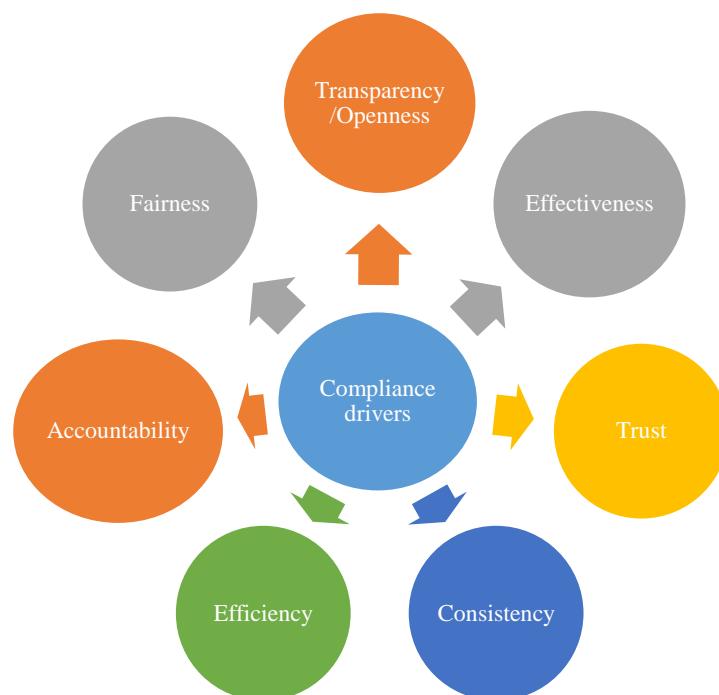 Transparency
/Openness
Fairness
Effectiveness
Compliance
drivers
Accountability
Trust
Efficiency
Consistency